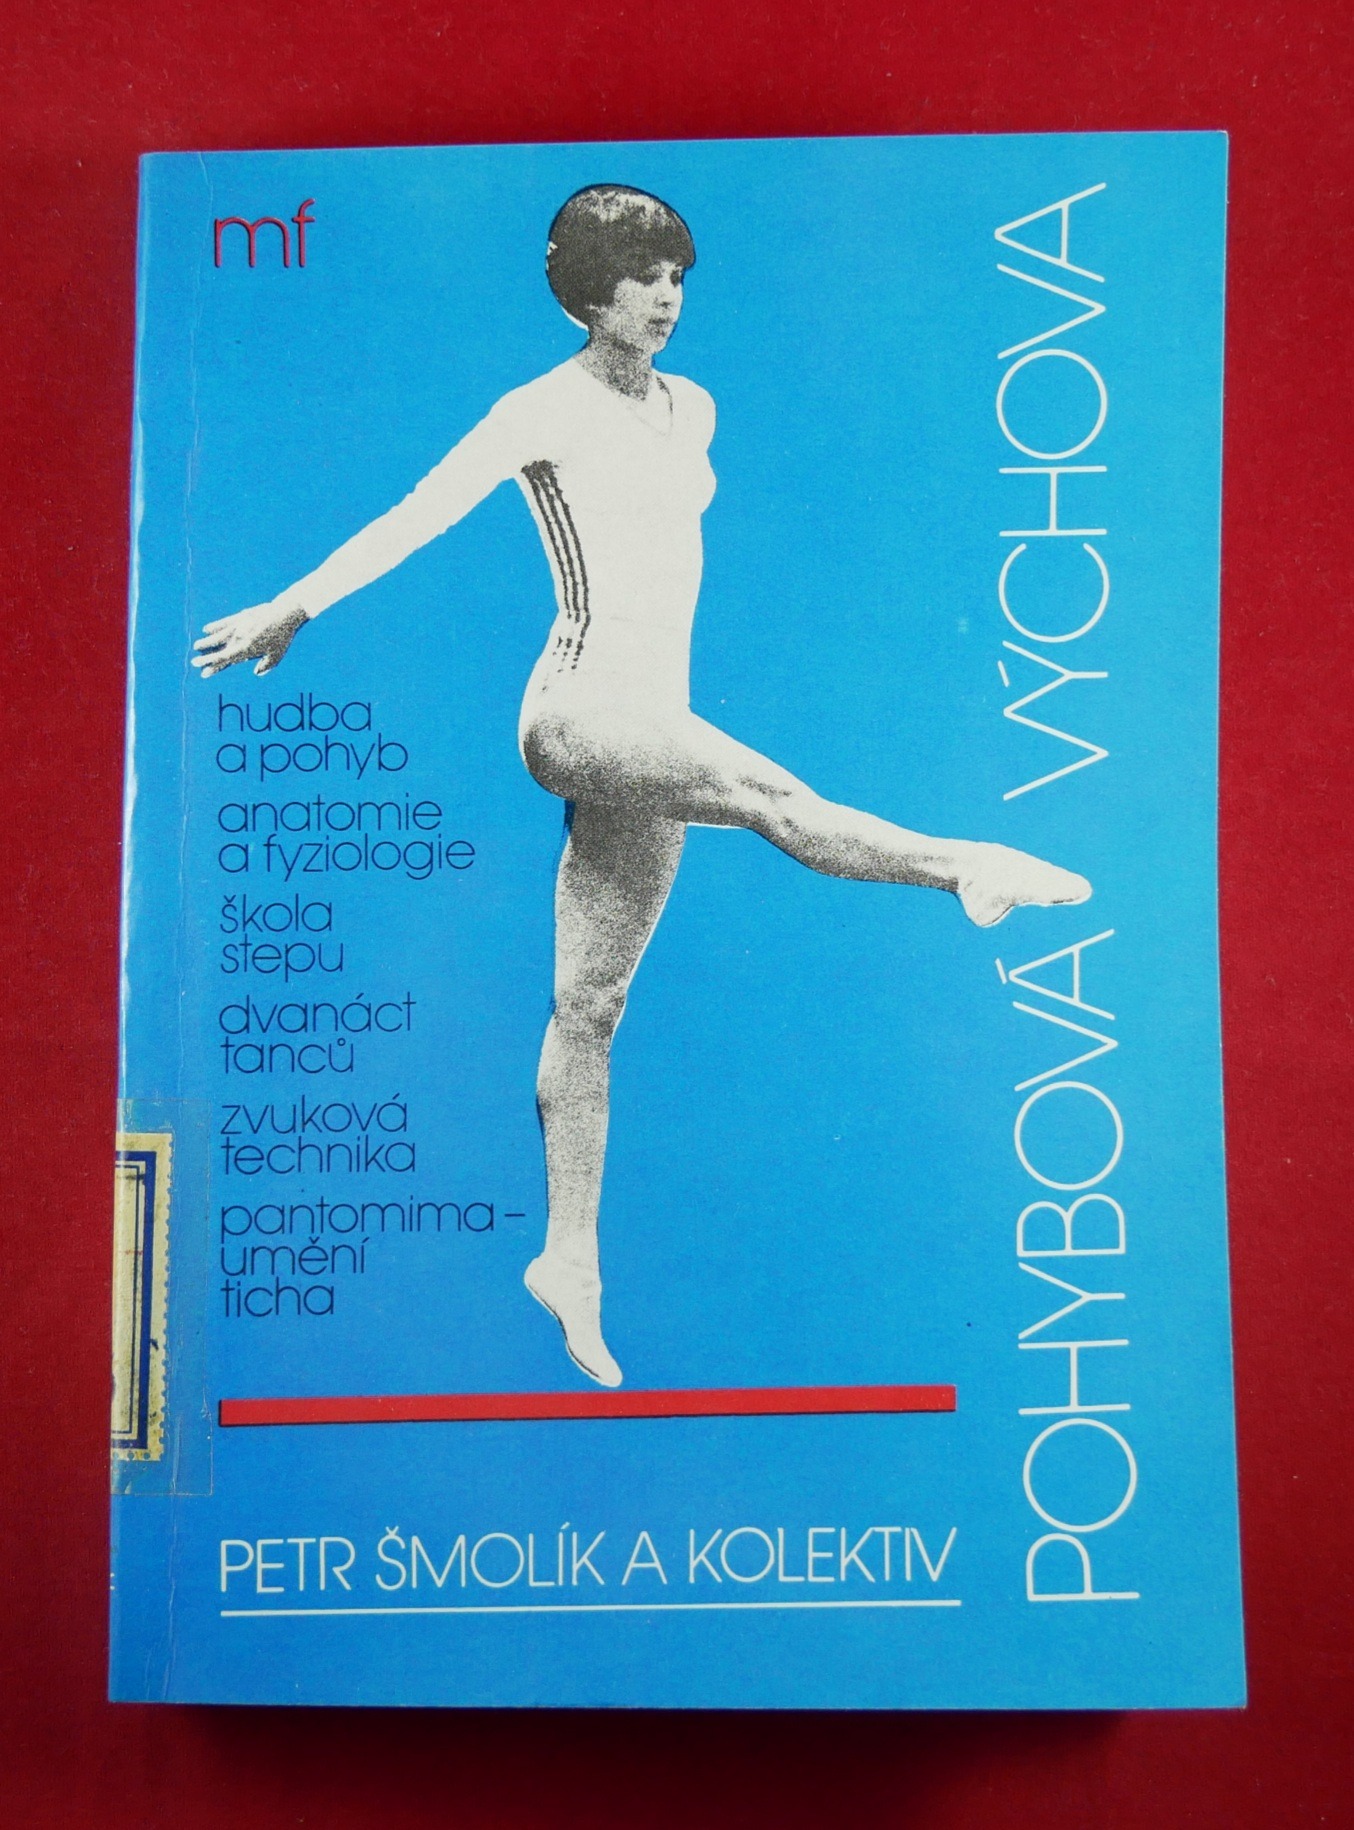 mf
hudba
a pohyb
anatomie
a fyziologie
škola
stepu
dvanáct
tanců
zvuková
technika
pantomima –
umění
ticha
PETR ŠMOLÍK A KOLEKTIV
POHYBOVÁ VÝCHOVA